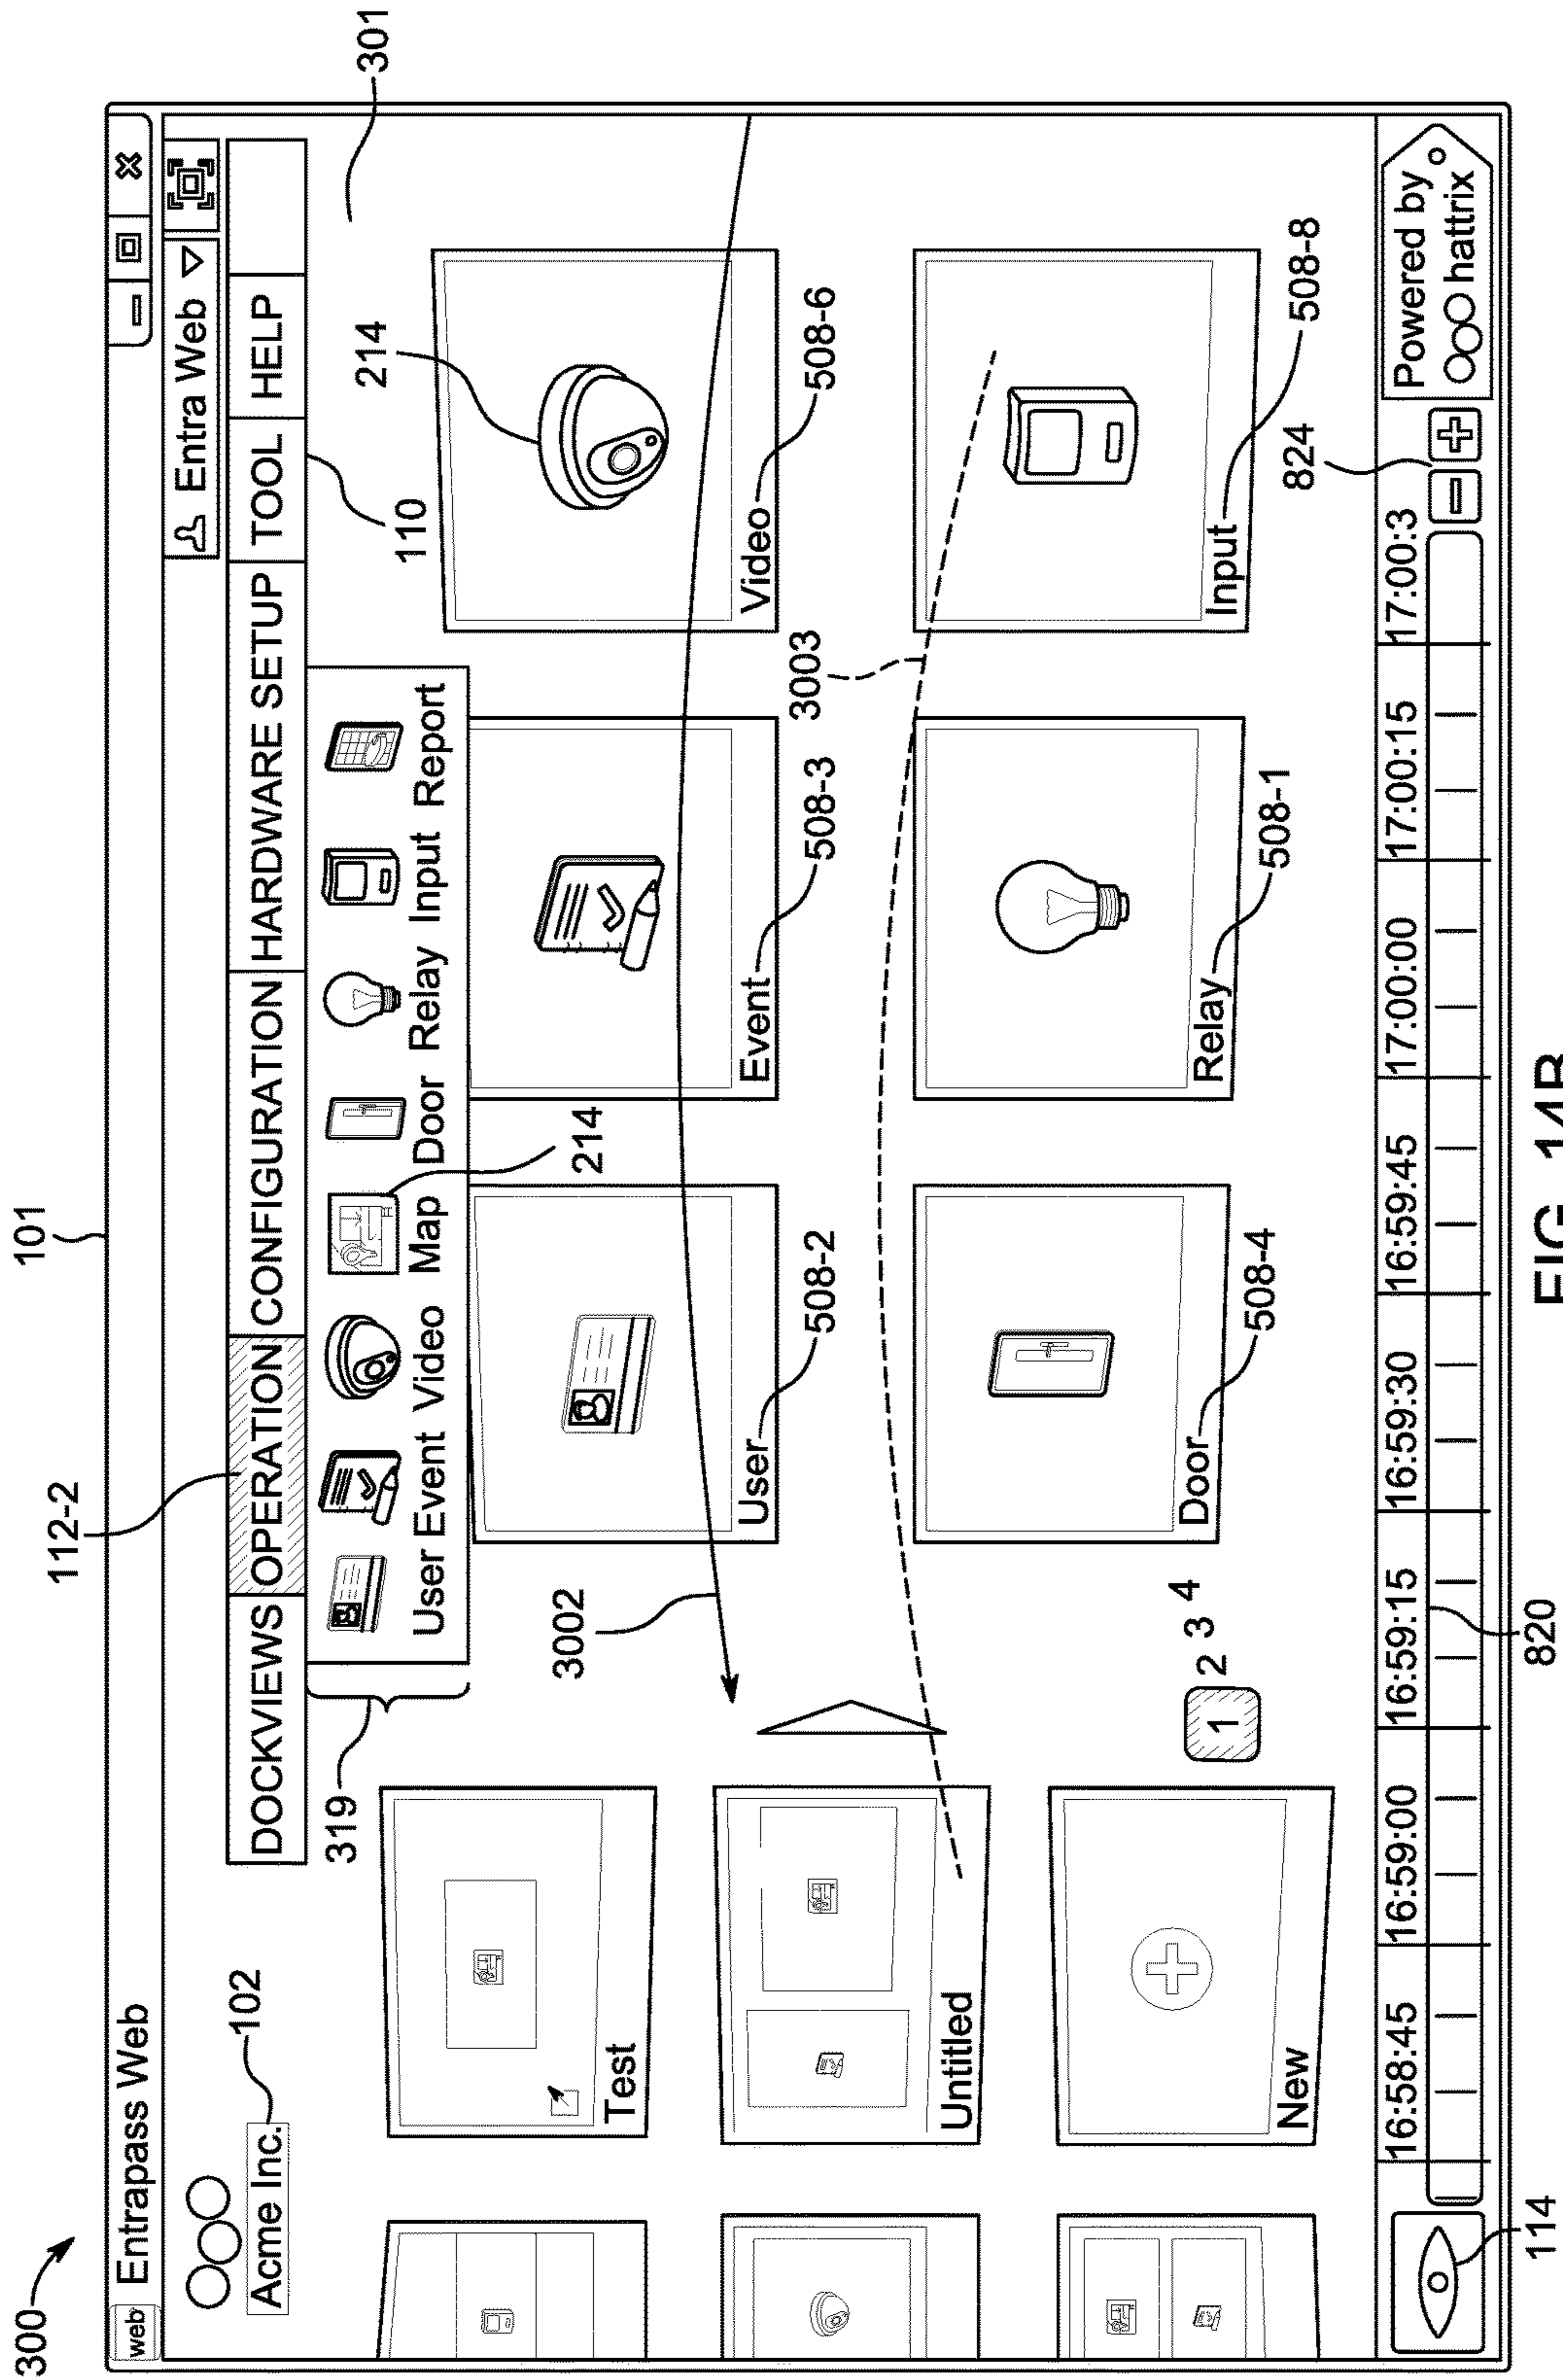 300
101
web Entrapass Web
112-2
Entra Web
301
Acme Inc.
102
DOCKVIEWS OPERATION CONFIGURATION HARDWARE SETUP TOOL HELP
110
319
User Event Video Map Door Relay Input Report
214
214
3002
Test
User 508-2
Event 508-3
Video 508-6
3003
Untitled
New
1 2 3 4
Door 508-4
Relay 508-1
Input 508-8
824
16:58:45 16:59:00 16:59:15 16:59:30 16:59:45 17:00:00 17:00:15 17:00:3
Powered by
hattrix
114
820
FIG. 14B